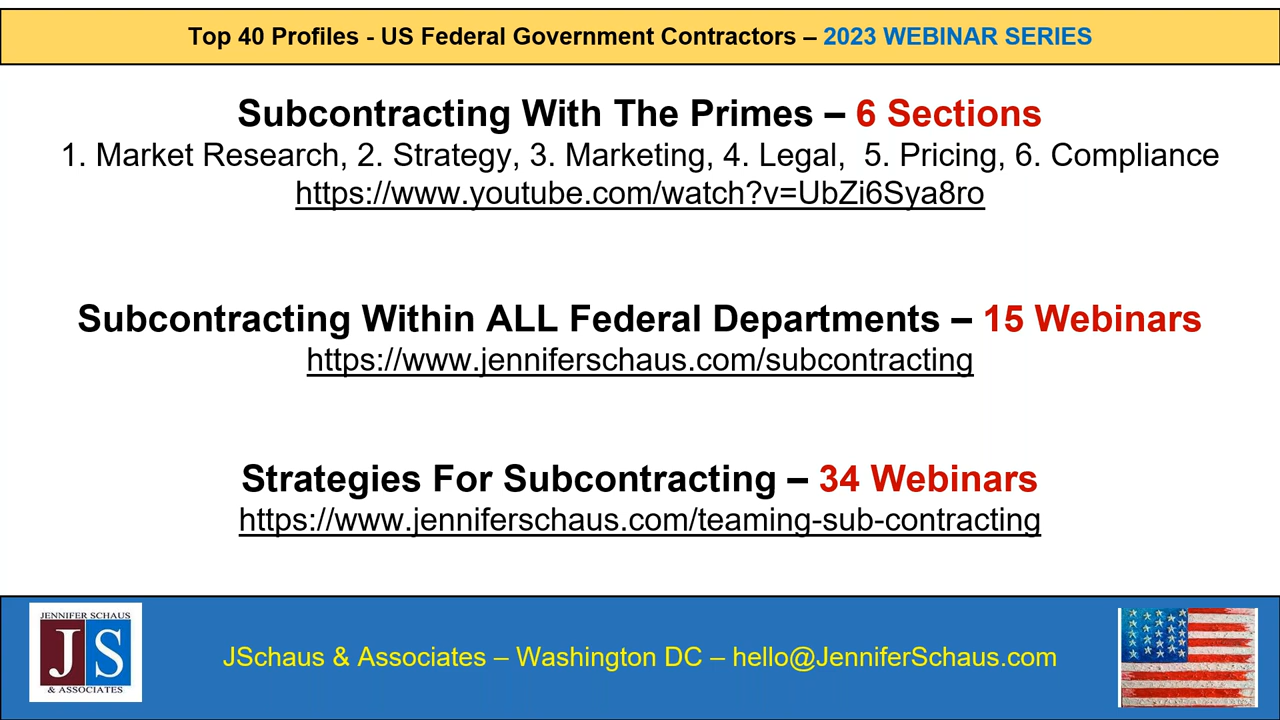 Top 40 Profiles - US Federal Government Contractors – 2023 WEBINAR SERIES
Subcontracting With The Primes – 6 Sections
1. Market Research, 2. Strategy, 3. Marketing, 4. Legal,  5. Pricing, 6. Compliance
https://www.youtube.com/watch?v=UbZi6Sya8ro
Subcontracting Within ALL Federal Departments – 15 Webinars
https://www.jenniferschaus.com/subcontracting
Strategies For Subcontracting – 34 Webinars
https://www.jenniferschaus.com/teaming-sub-contracting
JENNIFER SCHAUS
JS
& ASSOCIATES
JSchaus & Associates – Washington DC – hello@JenniferSchaus.com